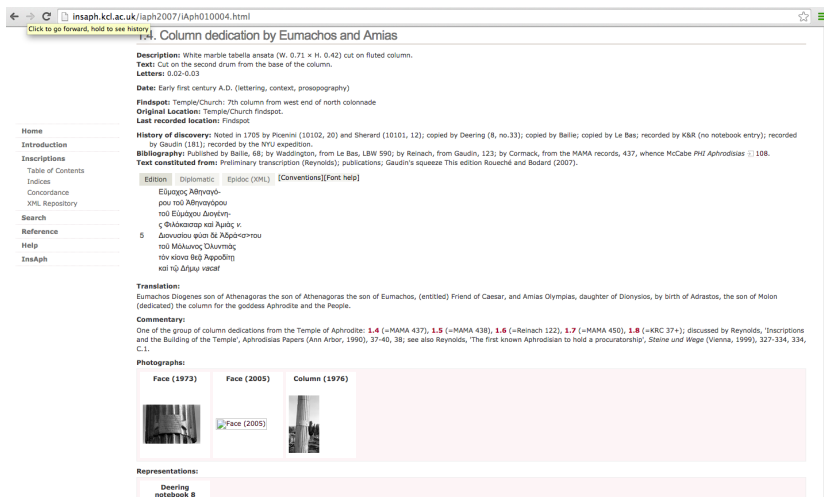 insaph.kcl.ac.uk/iaph2007/iAph010004.html
Click to go forward, hold to see history
1.4. Column dedication by Eumachos and Amias
Description: White marble tabella ansata (W. 0.71 × H. 0.42) cut on fluted column.
Text: Cut on the second drum from the base of the column.
Letters: 0.02-0.03
Date: Early first century A.D. (lettering, context, prosopography)
Findspot: Temple/Church: 7th column from west end of north colonnade
Original Location: Temple/Church findspot.
Last recorded location: Findspot
History of discovery: Noted in 1705 by Picenini (10102, 20) and Sherard (10101, 12); copied by Deering (8, no.33); copied by Bailie; copied by Le Bas; recorded by K&R (no notebook entry); recorded
by Gaudin (181); recorded by the NYU expedition.
Bibliography: Published by Bailie, 68; by Waddington, from Le Bas, LBW 590; by Reinach, from Gaudin, 123; by Cormack, from the MAMA records, 437, whence McCabe PHI Aphrodisias 108.
Text constituted from: Preliminary transcription (Reynolds); publications; Gaudin's squeeze This edition Roueché and Bodard (2007).
Home
Introduction
Inscriptions
Table of Contents
Indices
Concordance
XML Repository
Search
Reference
Help
InsAph
Edition Diplomatic Epidoc (XML) [Conventions][Font help]
Εὔμαχος Ἀθηναγό-
ρου τοῦ Ἀθηναγόρου
τοῦ Εὐμάχου Διογένη-
ς Φιλόκαισαρ καὶ Ἀμιὰς v.
5 Διονυσίου φύσι δὲ Ἀδρά<σ>του
τοῦ Μόλωνος Ὀλυνπιὰς
τὸν κίονα θεᾷ Ἀφροδίτῃ
καὶ τῷ Δήμῳ vacat
Translation:
Eumachos Diogenes son of Athenagoras the son of Athenagoras the son of Eumachos, (entitled) Friend of Caesar, and Amias Olympias, daughter of Dionysios, by birth of Adrastos, the son of Molon
(dedicated) the column for the goddess Aphrodite and the People.
Commentary:
One of the group of column dedications from the Temple of Aphrodite: 1.4 (=MAMA 437), 1.5 (=MAMA 438), 1.6 (=Reinach 122), 1.7 (=MAMA 450), 1.8 (=KRC 37+); discussed by Reynolds, 'Inscriptions
and the Building of the Temple', Aphrodisias Papers (Ann Arbor, 1990), 37-40, 38; see also Reynolds, 'The first known Aphrodisian to hold a procuratorship', Steine und Wege (Vienna, 1999), 327-334, 334,
C.1.
Photographs:
Face (1973) Face (2005) Column (1976)
Face (2005)
Representations:
Deering
notebook 8